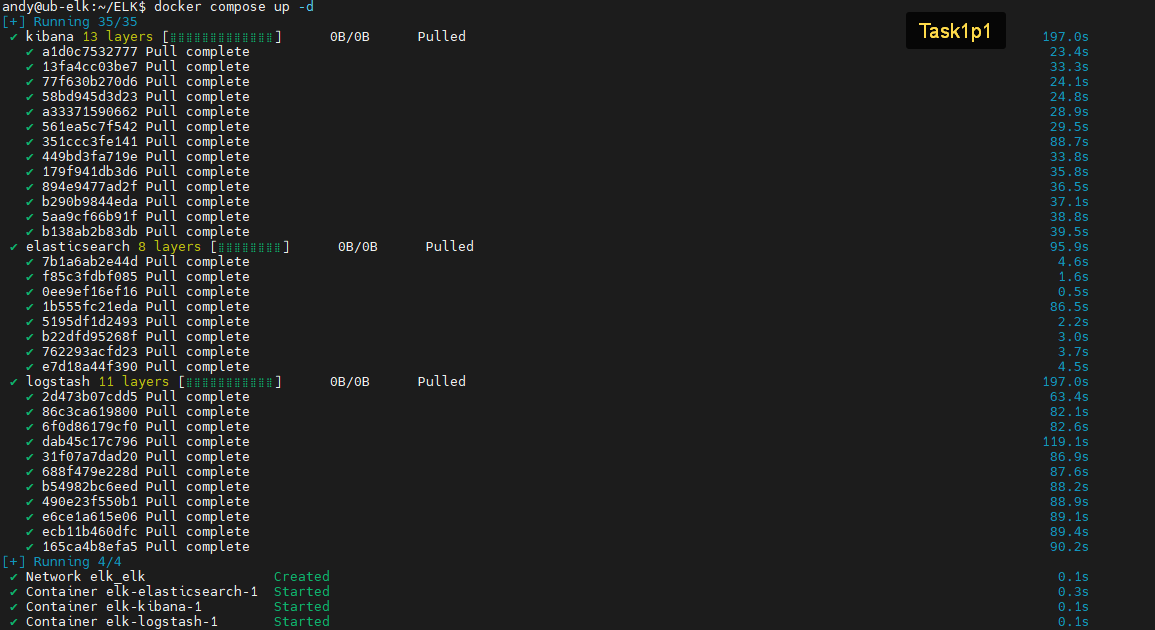 andy@ub-elk:~/ELK$ docker compose up -d
[+] Running 35/35
✔ kibana 13 layers [⣿⣿⣿⣿⣿⣿⣿⣿⣿⣿⣿⣿⣿] 0B/0B Pulled 197.0s
✔ a1d0c7532777 Pull complete 23.4s
✔ 13fa4cc03be7 Pull complete 33.3s
✔ 77f630b270d6 Pull complete 24.1s
✔ 58bd945d3d23 Pull complete 24.8s
✔ a33371590662 Pull complete 28.9s
✔ 561ea5c7f542 Pull complete 29.5s
✔ 351ccc3fe141 Pull complete 88.7s
✔ 449bd3fa719e Pull complete 33.8s
✔ 179f941db3d6 Pull complete 35.8s
✔ 894e9477ad2f Pull complete 36.5s
✔ b290b9844eda Pull complete 37.1s
✔ 5aa9cf66b91f Pull complete 38.8s
✔ b138ab2b83db Pull complete 39.5s
✔ elasticsearch 8 layers [⣿⣿⣿⣿⣿⣿⣿⣿] 0B/0B Pulled 95.9s
✔ 7b1a6ab2e44d Pull complete 4.6s
✔ f85c3fdbf085 Pull complete 1.6s
✔ 0ee9ef16ef16 Pull complete 0.5s
✔ 1b555fc21eda Pull complete 86.5s
✔ 5195df1d2493 Pull complete 2.2s
✔ b22dfd95268f Pull complete 3.0s
✔ 762293acfd23 Pull complete 3.7s
✔ e7d18a44f390 Pull complete 4.5s
✔ logstash 11 layers [⣿⣿⣿⣿⣿⣿⣿⣿⣿⣿⣿] 0B/0B Pulled 197.0s
✔ 2d473b07cdd5 Pull complete 63.4s
✔ 86c3ca619800 Pull complete 82.1s
✔ 6f0d86179cf0 Pull complete 82.6s
✔ dab45c17c796 Pull complete 119.1s
✔ 31f07a7dad20 Pull complete 86.9s
✔ 688f479e228d Pull complete 87.6s
✔ b54982bc6eed Pull complete 88.2s
✔ 490e23f550b1 Pull complete 88.9s
✔ e6ce1a615e06 Pull complete 89.1s
✔ ecb11b460dfc Pull complete 89.4s
✔ 165ca4b8efa5 Pull complete 90.2s
[+] Running 4/4
✔ Network elk_elk Created 0.1s
✔ Container elk-elasticsearch-1 Started 0.3s
✔ Container elk-kibana-1 Started 0.1s
✔ Container elk-logstash-1 Started 0.1s
Task1p1